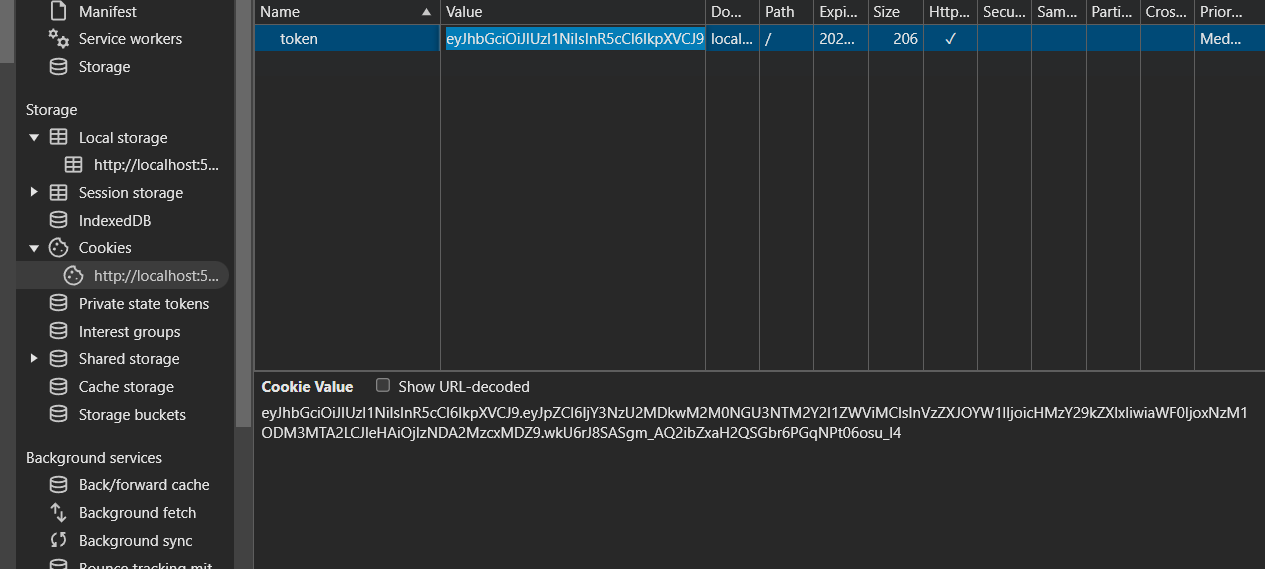 Manifest
Service workers
Storage
Storage
Local storage
http://localhost:5...
Session storage
IndexedDB
Cookies
http://localhost:5...
Private state tokens
Interest groups
Shared storage
Cache storage
Storage buckets
Background services
Back/forward cache
Background fetch
Background sync
Bounce tracking mit
Name Value Do... Path Expi... Size Http... Secu... Sam... Parti... Cros... Prior...
token eyJhbGciOiJIUzI1NiIsInR5cCI6IkpXVCJ9 local... / 202... 206 ✓ Med...
Cookie Value Show URL-decoded
eyJhbGciOiJIUzI1NiIsInR5cCI6IkpXVCJ9.eyJpZCI6IjY3NzU2MDkwM2M0NGU3NTM2Y2I1ZWViMCIsInVzZXJOYW1lIjoicHMzY29kZXIxIiwiaWF0IjoxNzM1
ODM3MTA2LCJleHAiOjIzNDA2MzcxMDZ9.wkU6rJ8SASgm_AQ2ibZxaH2QSGbr6PGqNPt06osu_I4